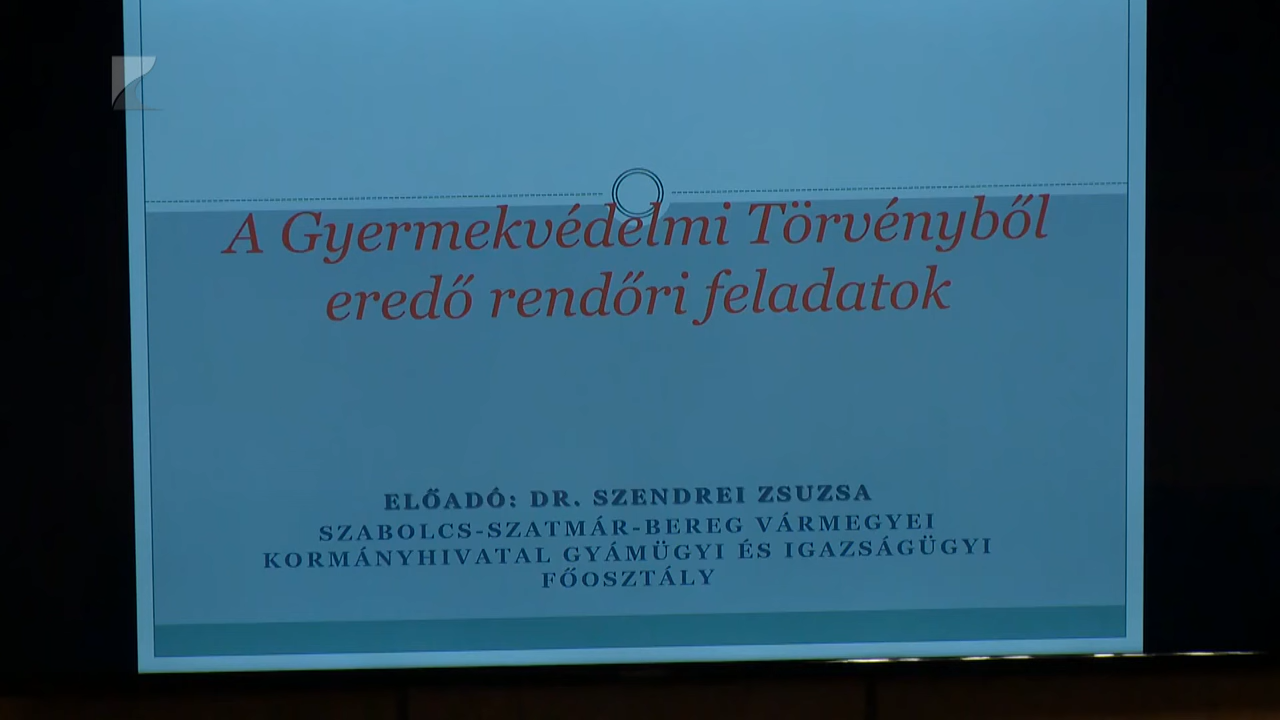 A Gyermekvédelmi Törvényből
eredő rendőri feladatok
ELŐADÓ: DR. SZENDREI ZSUZSA
SZABOLCS-SZATMÁR-BEREG VÁRMEGYEI
KORMÁNYHIVATAL GYÁMÜGYI ÉS IGAZSÁGÜGYI
FŐOSZTÁLY